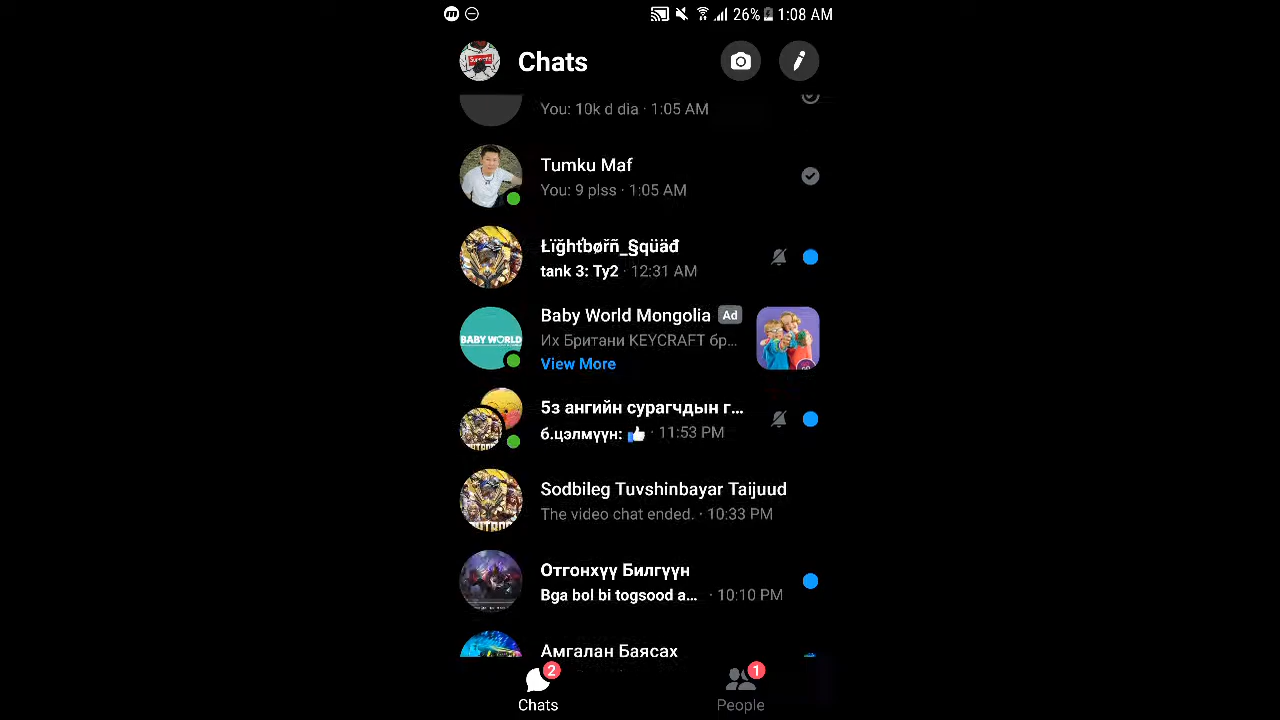 26% 1:08 AM
Chats
You: 10k d dia · 1:05 AM
Tumku Maf
You: 9 plss · 1:05 AM
Łïğhťbøřñ_§qüäđ
tank 3: Ty2 · 12:31 AM
Baby World Mongolia Ad
Их Британи KEYCRAFT бр...
View More
BABY WORLD
5з ангийн сурагчдын г...
б.цэлмүүн: 👍 · 11:53 PM
Sodbileg Tuvshinbayar Taijuud
The video chat ended. · 10:33 PM
Отгонхүү Билгүүн
Bga bol bi togsood a... · 10:10 PM
Амгалан Баясах
2
1
Chats
People